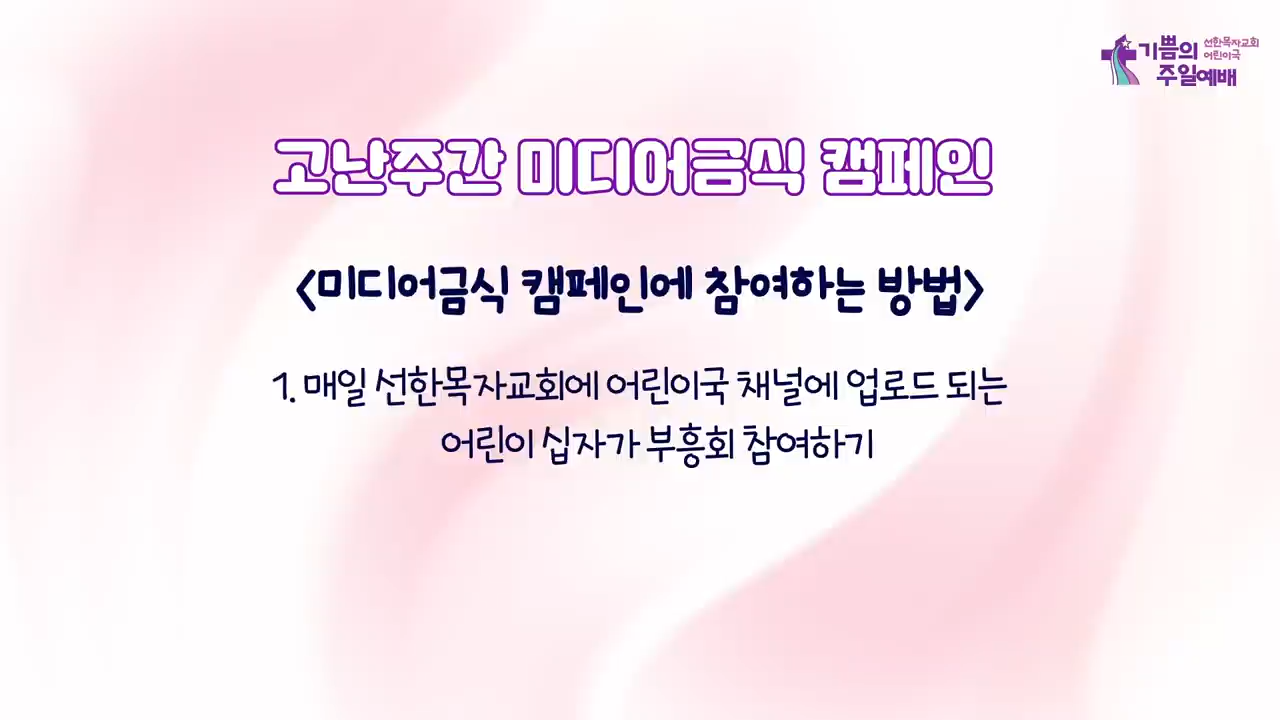 기쁨의 선한목자교회
어린이국
주일예배
고난주간 미디어금식 캠페인
<미디어금식 캠페인에 참여하는 방법>
1. 매일 선한목자교회에 어린이국 채널에 업로드 되는
어린이 십자가 부흥회 참여하기